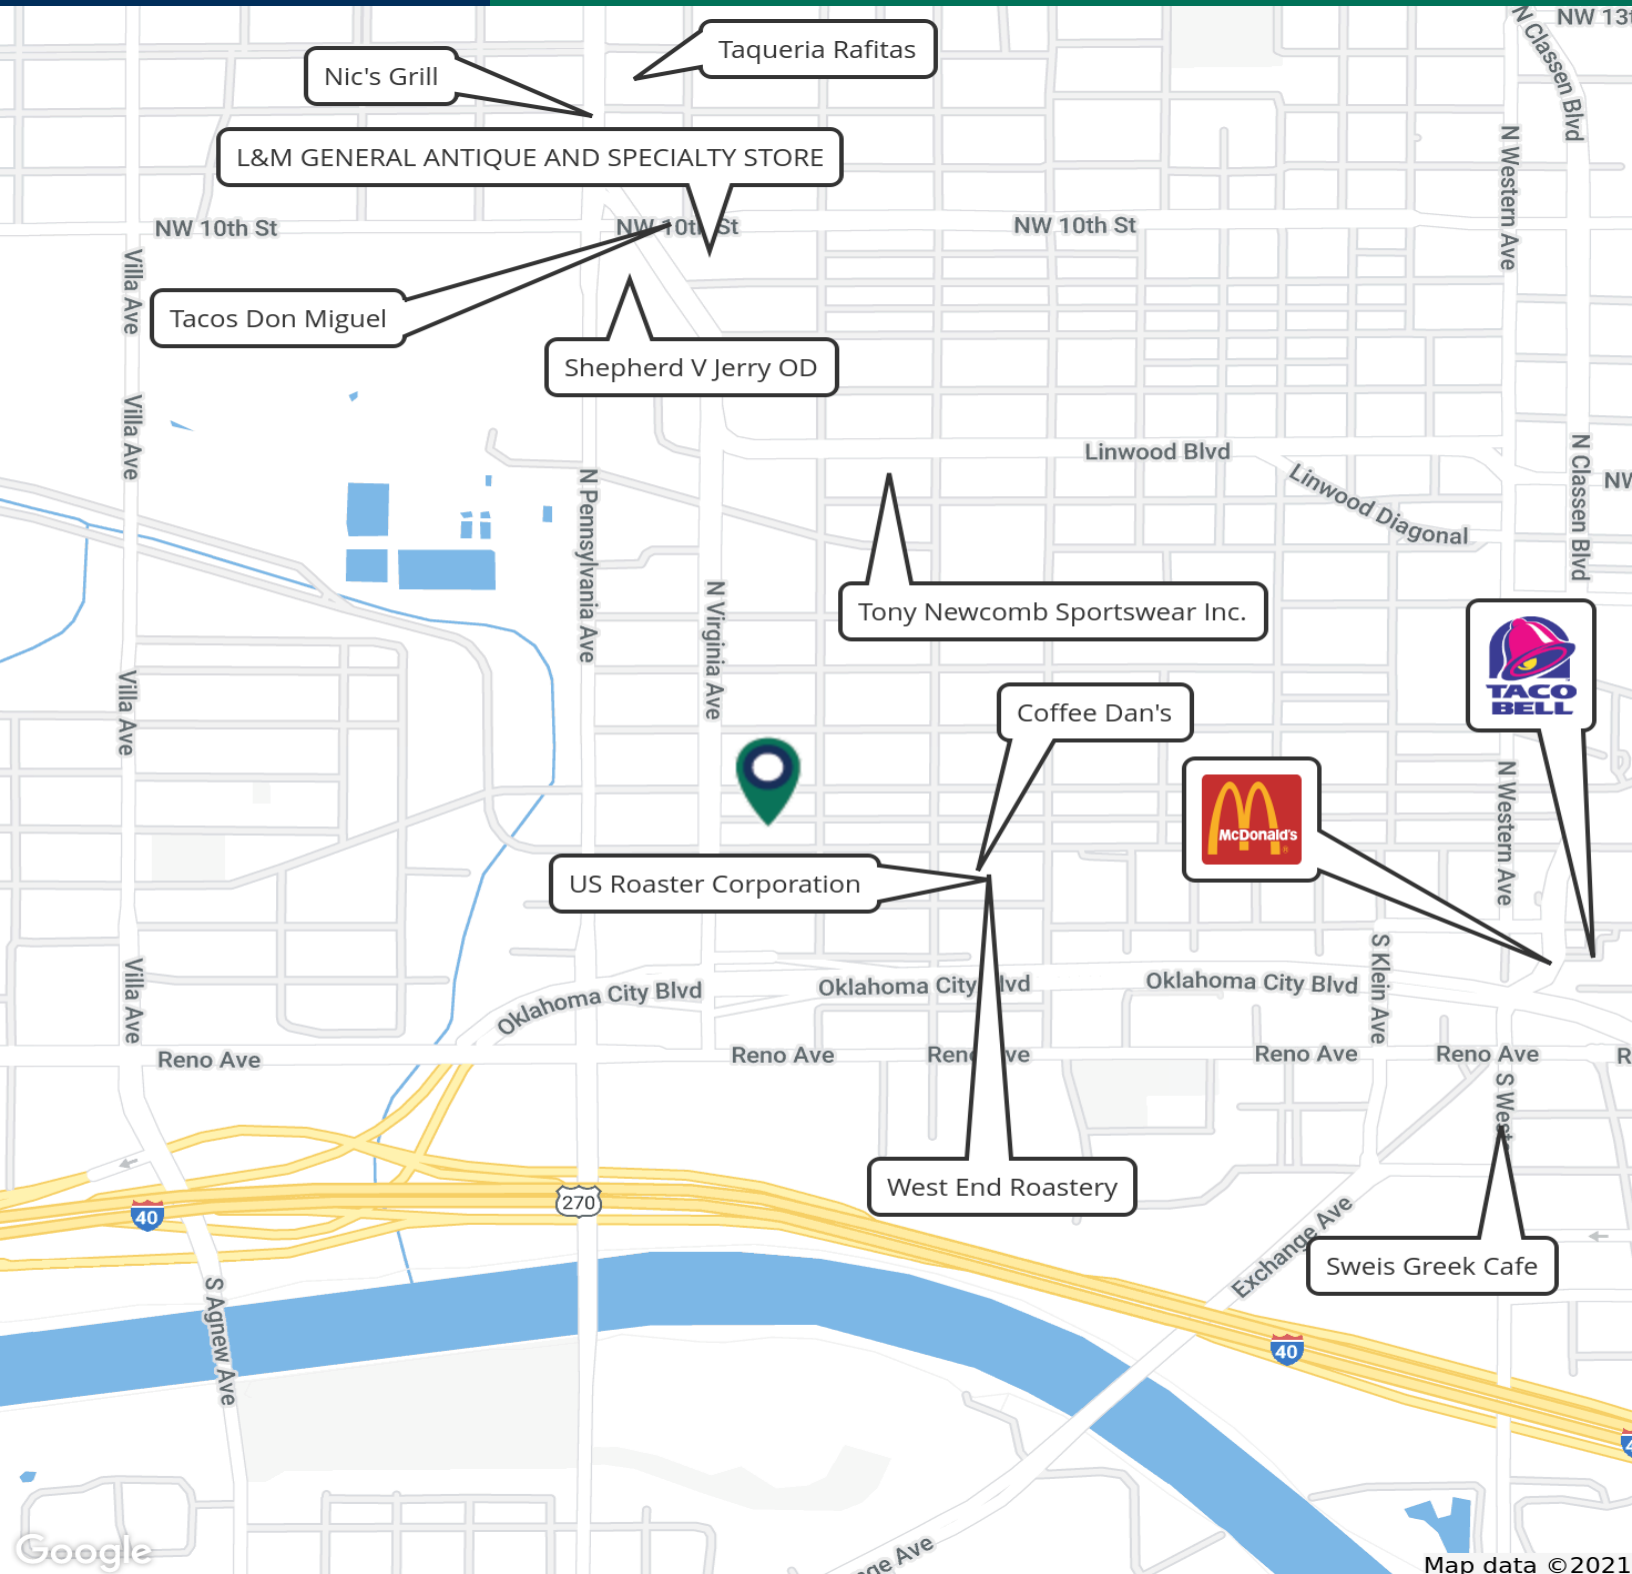 NW 13t
N Classen Blvd
Taqueria Rafitas
Nic's Grill
L&M GENERAL ANTIQUE AND SPECIALTY STORE
N Western Ave
NW 10th St
NW 10th St
NW 10th St
Villa Ave
Tacos Don Miguel
Shepherd V Jerry OD
Villa Ave
Linwood Blvd
Linwood Diagonal
N Classen Blvd
NW
N Pennsylvania Ave
N Virginia Ave
Tony Newcomb Sportswear Inc.
TACO
BELL
Villa Ave
Coffee Dan's
McDonald's
N Western Ave
US Roaster Corporation
Villa Ave
Oklahoma City Blvd
Oklahoma City lvd
Oklahoma City Blvd
S Klein Ave
Reno Ave
Reno Ave
Ren ve
Reno Ave
Reno Ave
R
S West
West End Roastery
270
40
Exchange Ave
Sweis Greek Cafe
S Agnew Ave
40
4
Google
ge Ave
Map data ©2021